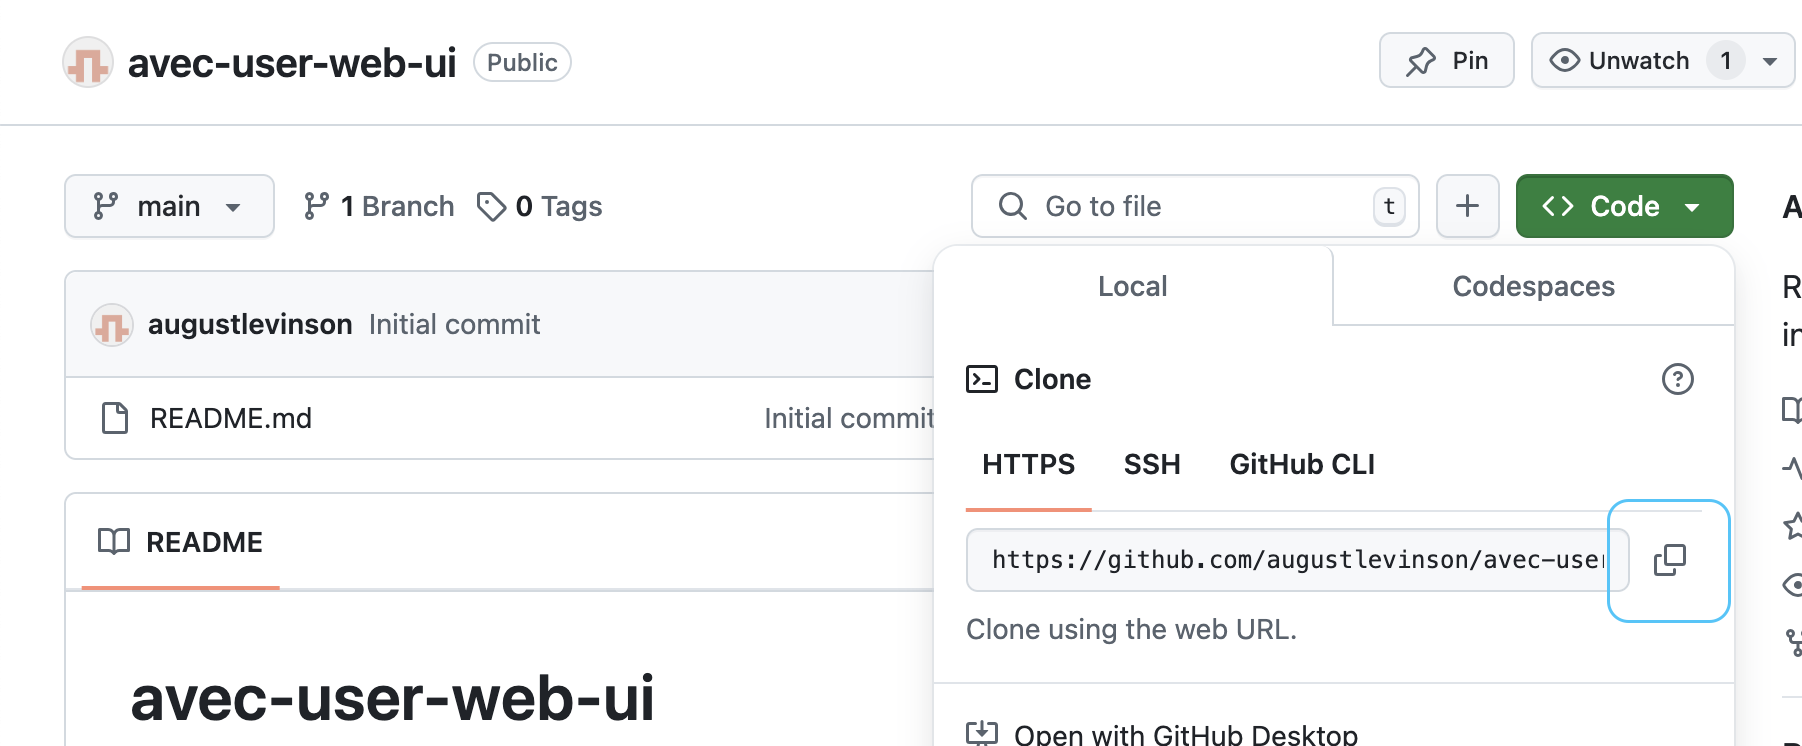 avec-user-web-ui Public Pin Unwatch 1
main 1 Branch 0 Tags Go to file t Code
Local Codespaces
augustlevinson Initial commit
Clone
README.md Initial commit
HTTPS SSH GitHub CLI
README
https://github.com/augustlevinson/avec-user
Clone using the web URL.
avec-user-web-ui
Open with GitHub Desktop